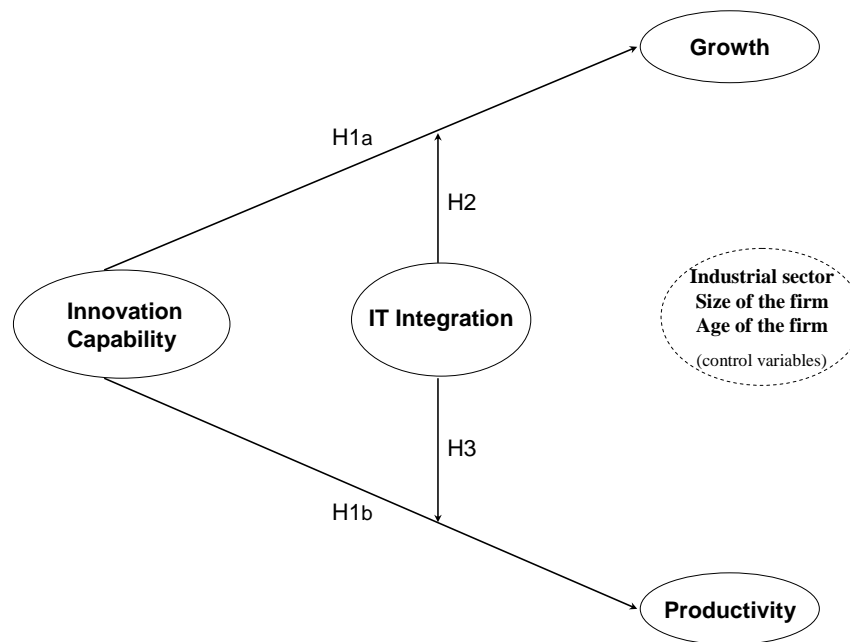 Growth
H1a
H2
Innovation
Capability
IT Integration
Industrial sector
Size of the firm
Age of the firm
(control variables)
H3
H1b
Productivity